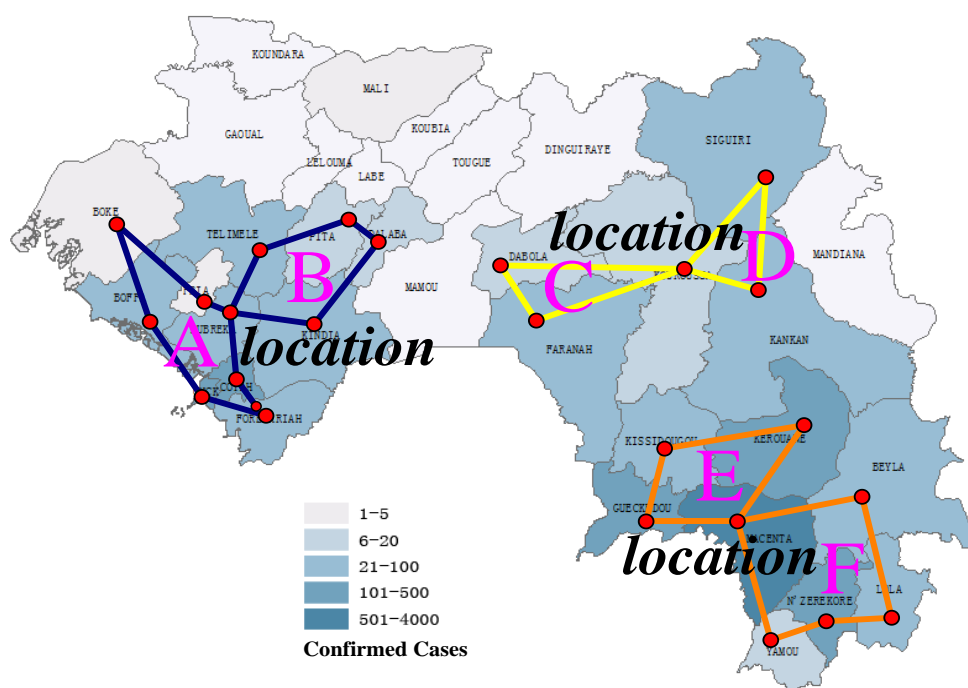 KOUNDARA
MALI
GAOUAL
KOUBIA
SIGUIRI
LELOUMA
TOUGUE
DINGUIRAYE
LABE
BOKE
TELIMELE
PITA
DALABA
location
MANDIANA
DABOLA
B
C
D
MAMOU
BOFFA
A
KINDIA
location
KANKAN
FARANAH
COYAH
FORECARIAH
KISSIDOUGOU
KEROUANE
E
BEYLA
GUECKEDOU
MACENTA
location
F
LOLA
N'ZEREKORE
YAMOU
1-5
6-20
21-100
101-500
501-4000
Confirmed Cases